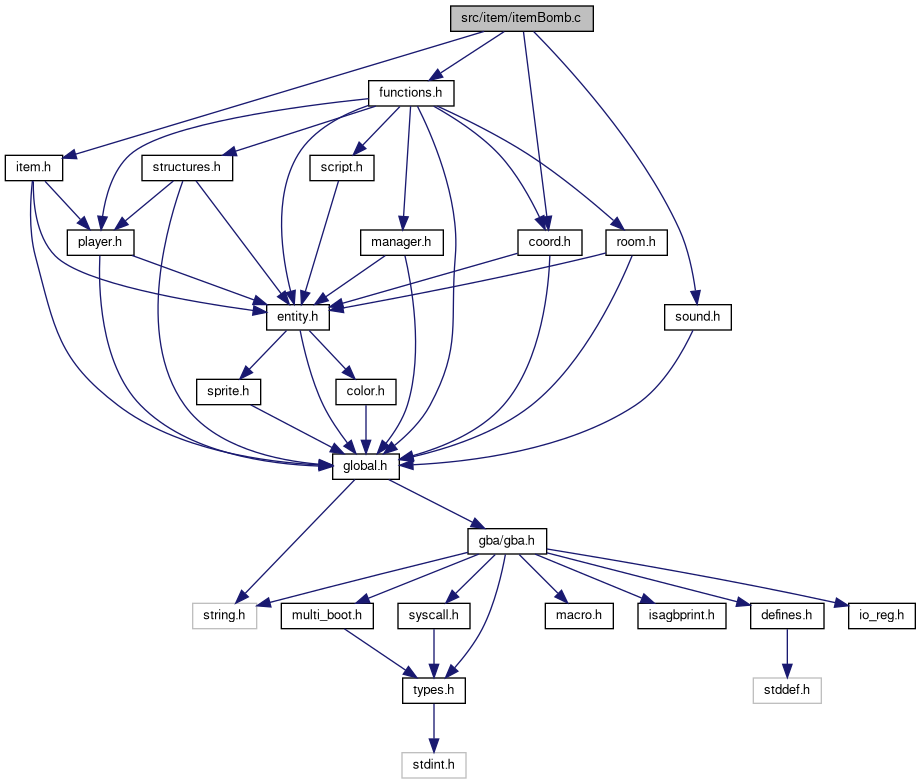 src/item/itemBomb.c
functions.h
item.h
structures.h
script.h
player.h
manager.h
coord.h
room.h
entity.h
sound.h
sprite.h
color.h
global.h
gba/gba.h
string.h
multi_boot.h
syscall.h
macro.h
isagbprint.h
defines.h
io_reg.h
types.h
stddef.h
stdint.h